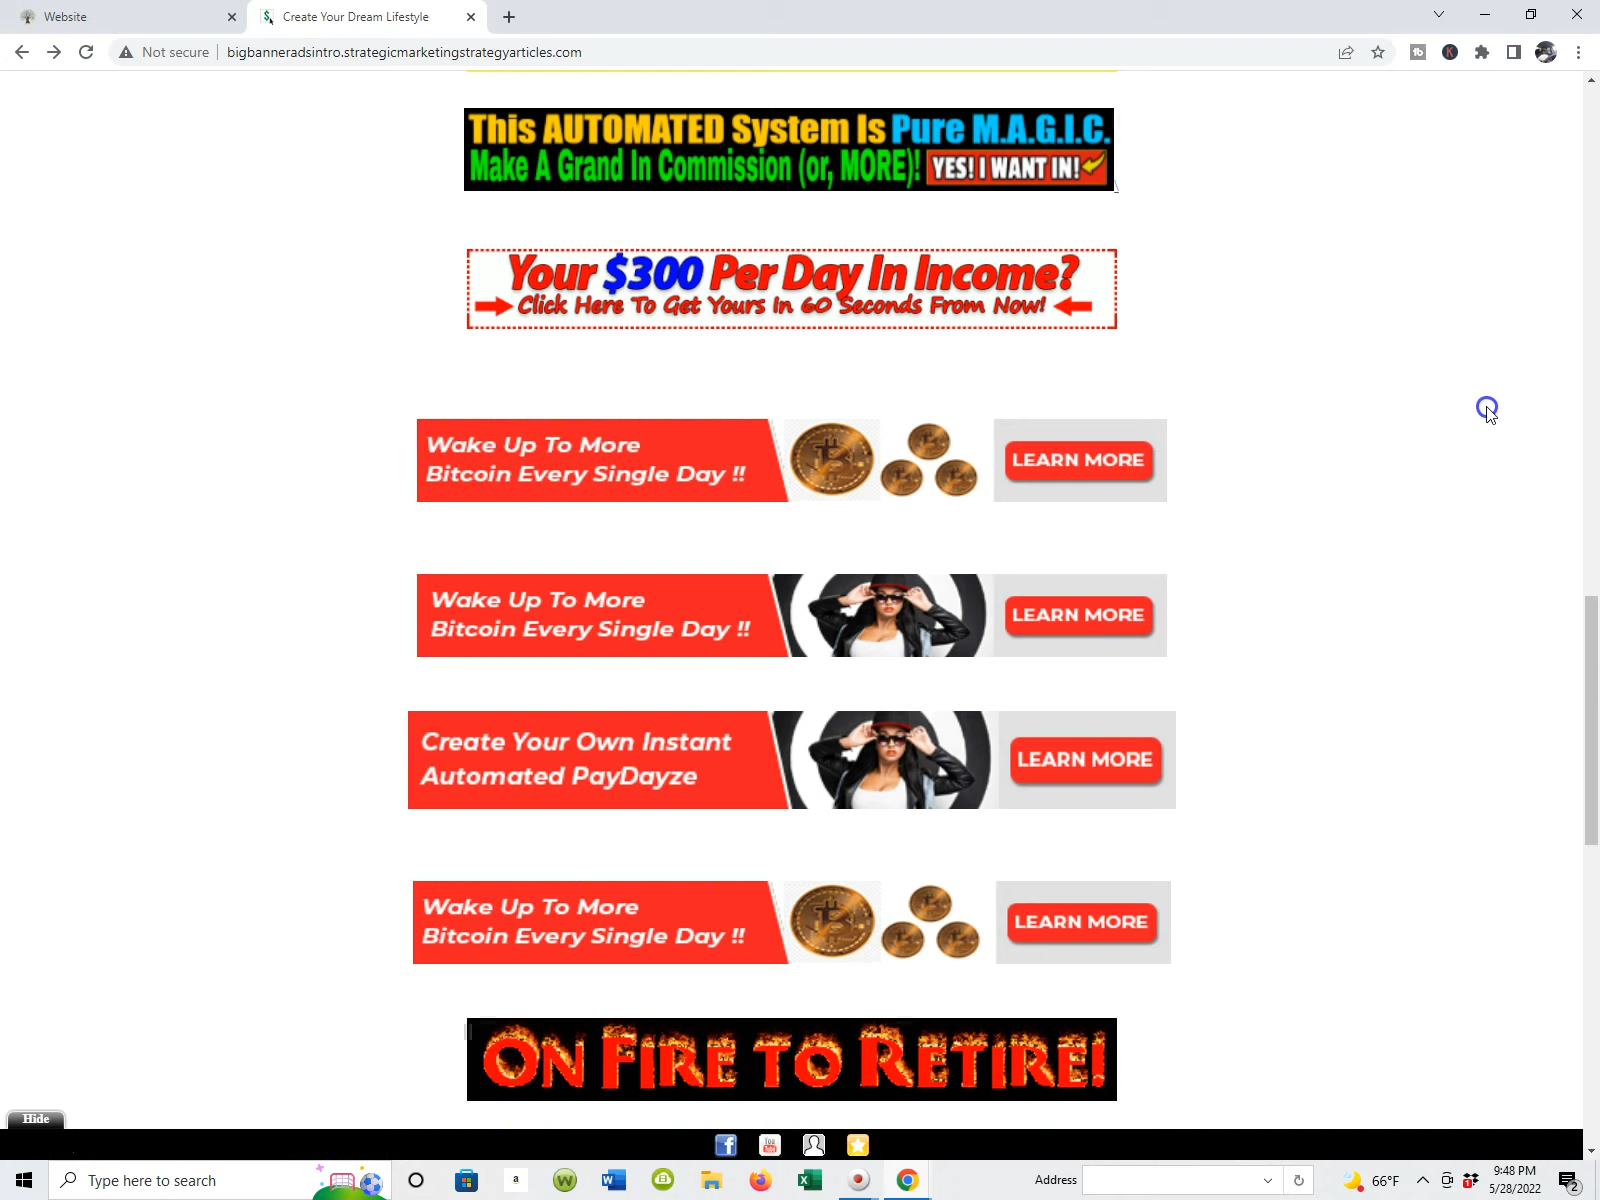 Website
Create Your Dream Lifestyle
Not secure
bigbanneradsintro.strategicmarketingstrategyarticles.com
This AUTOMATED System Is Pure M.A.G.I.C.
Make A Grand In Commission (or, MORE)! YES! I WANT IN!
Your $300 Per Day In Income?
Click Here To Get Yours In 60 Seconds From Now!
Wake Up To More
Bitcoin Every Single Day !!
LEARN MORE
Wake Up To More
Bitcoin Every Single Day !!
LEARN MORE
Create Your Own Instant
Automated PayDayze
LEARN MORE
Wake Up To More
Bitcoin Every Single Day !!
LEARN MORE
On Fire to Retire!
Hide
You
Type here to search
Address
66°F
9:48 PM
5/28/2022
2